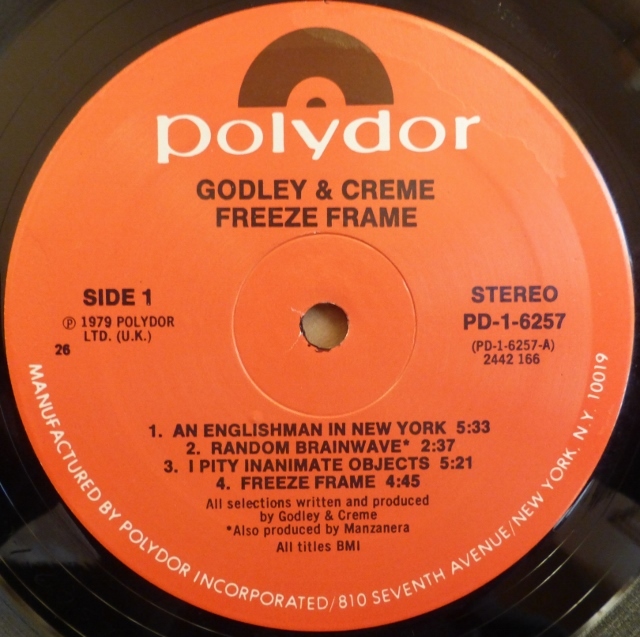 polydor
GODLEY & CREME
FREEZE FRAME
SIDE 1
℗ 1979 POLYDOR
LTD. (U.K.)
26
STEREO
PD-1-6257
(PD-1-6257-A)
2442 166
1. AN ENGLISHMAN IN NEW YORK 5:33
2. RANDOM BRAINWAVE* 2:37
3. I PITY INANIMATE OBJECTS 5:21
4. FREEZE FRAME 4:45
All selections written and produced
by Godley & Creme
*Also produced by Manzanera
All titles BMI
MANUFACTURED BY POLYDOR INCORPORATED/810 SEVENTH AVENUE/NEW YORK. N.Y. 10019